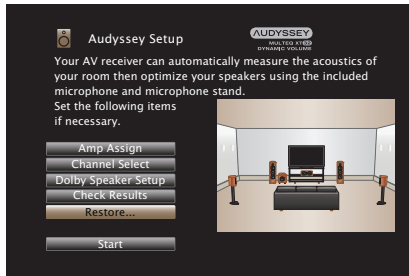 Audyssey Setup
AUDYSSEY
MULTEQ XT32
DYNAMIC VOLUME
Your AV receiver can automatically measure the acoustics of
your room then optimize your speakers using the included
microphone and microphone stand.
Set the following items
if necessary.
Amp Assign
Channel Select
Dolby Speaker Setup
Check Results
Restore...
Start